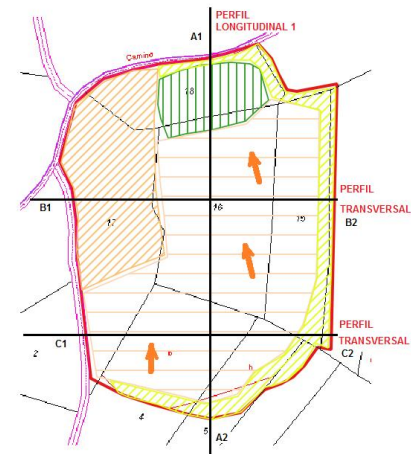 PERFIL
LONGITUDINAL 1
A1
Camino
18
PERFIL
TRANSVERSAL
B1
17
16
19
B2
PERFIL
TRANSVERSAL
C1
C2
2
h
4
5
A2